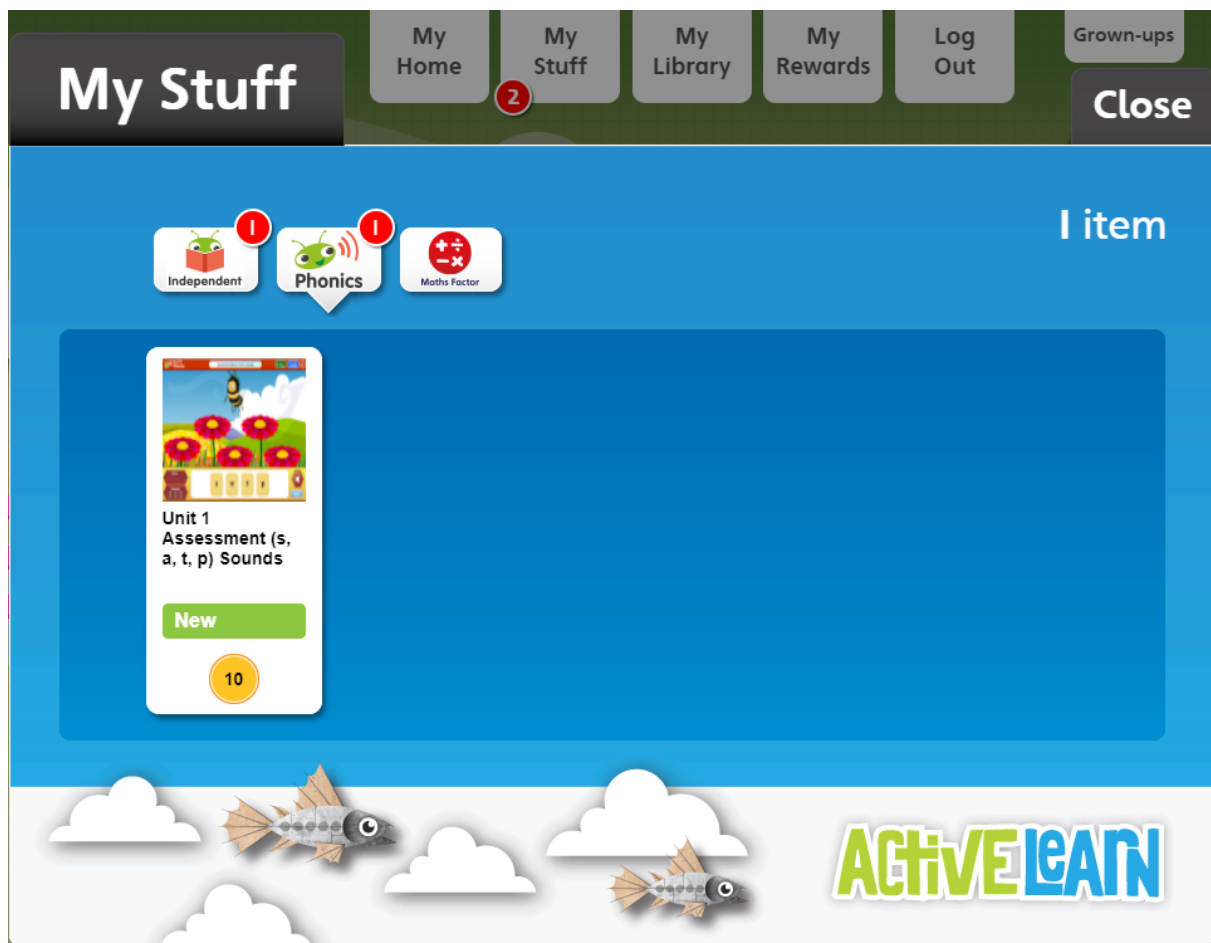 My Stuff
My
Home
My
Stuff
2
My
Library
My
Rewards
Log
Out
Grown-ups
Close
1 item
1
Independent
1
Phonics
+ ÷
− ×
Maths Factor
Unit 1
Assessment (s,
a, t, p) Sounds
New
10
ACTiVE LEARN